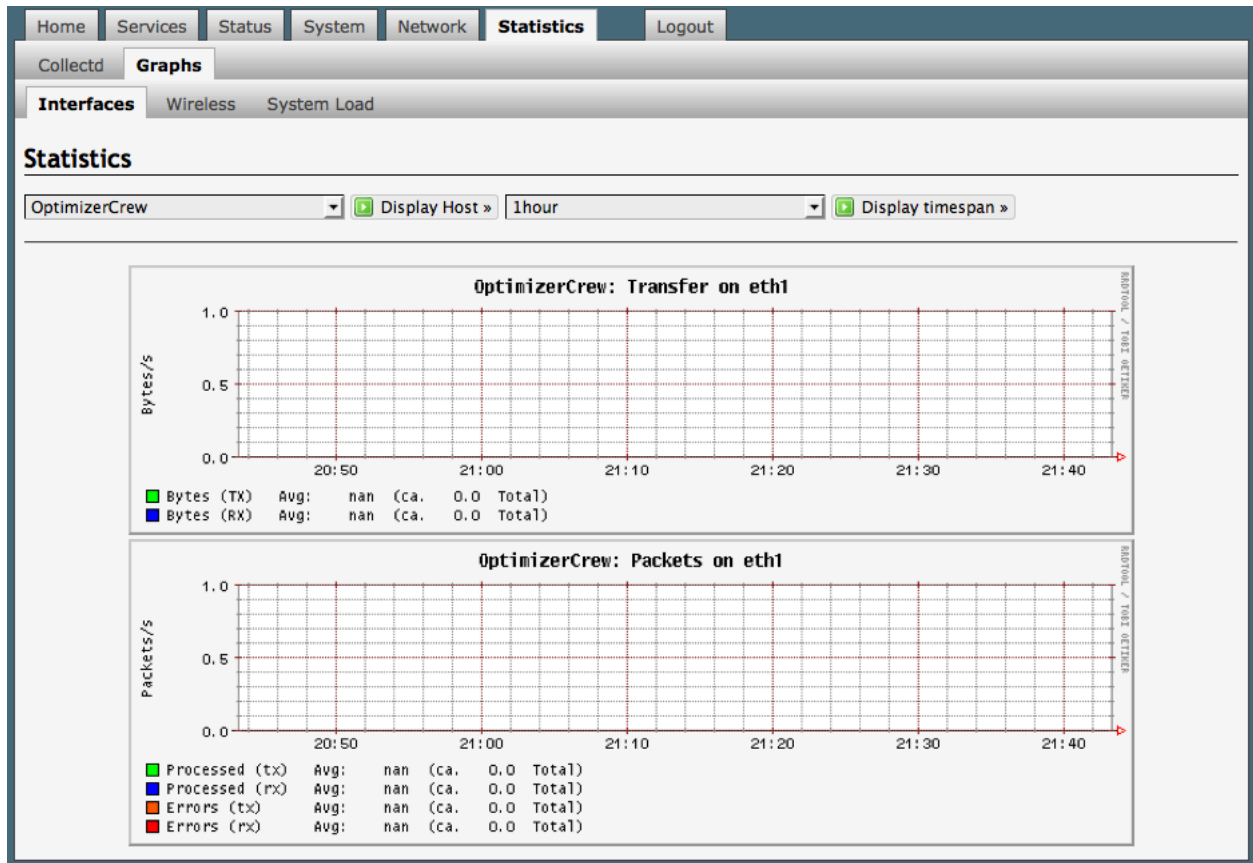 Home Services Status System Network Statistics Logout
Collectd Graphs
Interfaces Wireless System Load
Statistics
OptimizerCrew Display Host » 1hour Display timespan »
OptimizerCrew: Transfer on eth1
RRDTOOL / TOBI OETIKER
Bytes/s
1.0
0.5
0.0
20:50 21:00 21:10 21:20 21:30 21:40
Bytes (TX) Avg: nan (ca. 0.0 Total)
Bytes (RX) Avg: nan (ca. 0.0 Total)
OptimizerCrew: Packets on eth1
RRDTOOL / TOBI OETIKER
Packets/s
1.0
0.5
0.0
20:50 21:00 21:10 21:20 21:30 21:40
Processed (tx) Avg: nan (ca. 0.0 Total)
Processed (rx) Avg: nan (ca. 0.0 Total)
Errors (tx) Avg: nan (ca. 0.0 Total)
Errors (rx) Avg: nan (ca. 0.0 Total)